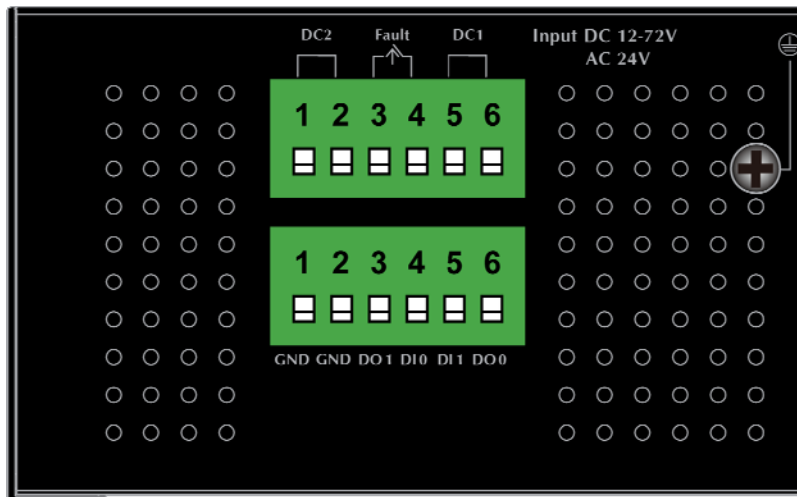 DC2 Fault DC1 Input DC 12-72V
AC 24V
1 2 3 4 5 6
1 2 3 4 5 6
GND GND DO1 DI0 DI1 DO0